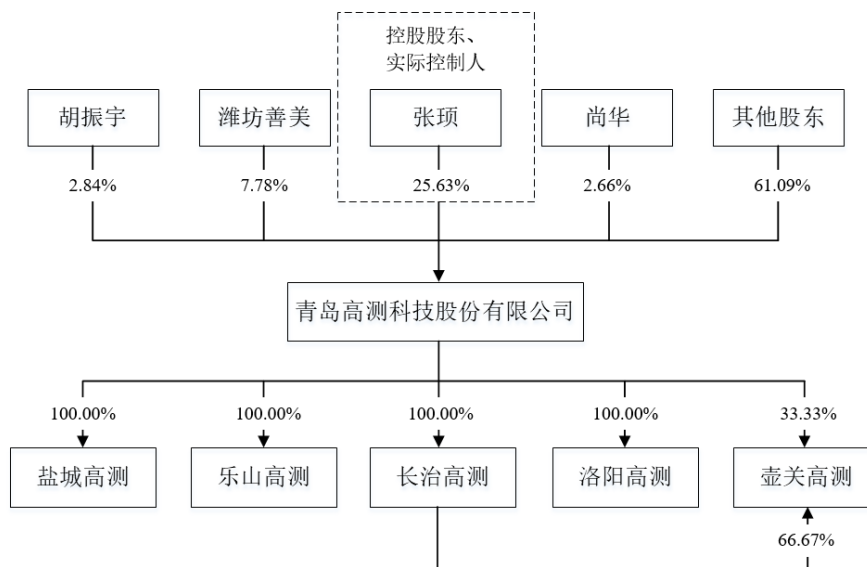 控股股东、
实际控制人
胡振宇
潍坊善美
张顼
尚华
其他股东
2.84%
7.78%
25.63%
2.66%
61.09%
青岛高测科技股份有限公司
100.00%
100.00%
100.00%
100.00%
33.33%
盐城高测
乐山高测
长治高测
洛阳高测
壶关高测
66.67%